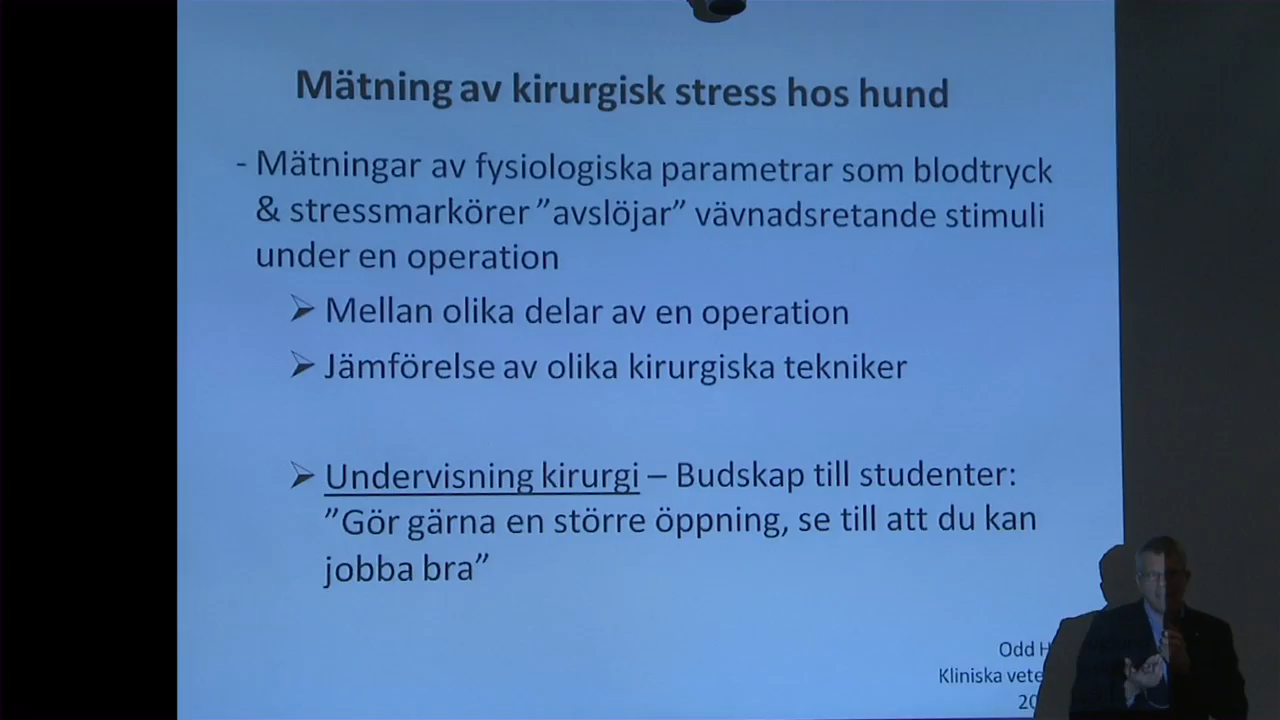 Mätning av kirurgisk stress hos hund
- Mätningar av fysiologiska parametrar som blodtryck
& stressmarkörer ”avslöjar” vävnadsretande stimuli
under en operation
Mellan olika delar av en operation
Jämförelse av olika kirurgiska tekniker
Undervisning kirurgi – Budskap till studenter:
”Gör gärna en större öppning, se till att du kan
jobba bra”
Odd
Kliniska